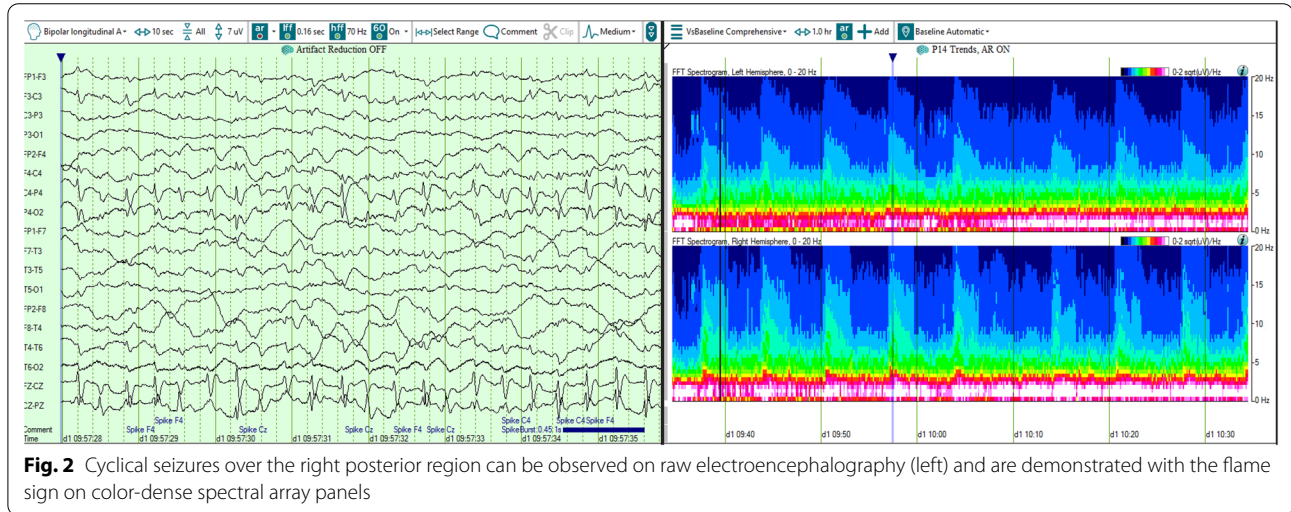 Bipolar longitudinal A 10 sec All 7 uV ar lff 0.16 sec hff 70 Hz 60 On Select Range Comment Clip Medium
Artifact Reduction OFF
FP1-F3
F3-C3
C3-P3
P3-O1
FP2-F4
F4-C4
C4-P4
P4-O2
FP1-F7
F7-T3
T3-T5
T5-O1
FP2-F8
F8-T4
T4-T6
T6-O2
FZ-CZ
CZ-PZ
Spike F4 Spike C4 Spike C4 Spike F4
Comment Spike F4 Spike Cz Spike Cz Spike F4 Spike Cz SpikeBurst:0.45:1s
Time d1 09:57:28 d1 09:57:29 d1 09:57:30 d1 09:57:31 d1 09:57:32 d1 09:57:33 d1 09:57:34 d1 09:57:35
VsBaseline Comprehensive 1.0 hr ar Add Baseline Automatic
P14 Trends, AR ON
FFT Spectrogram, Left Hemisphere, 0 - 20 Hz 0-2 sqrt(uV)/Hz i 20 Hz
15
10
5
0 Hz
FFT Spectrogram, Right Hemisphere, 0 - 20 Hz 0-2 sqrt(uV)/Hz i 20 Hz
15
10
5
0 Hz
d1 09:40 d1 09:50 d1 10:00 d1 10:10 d1 10:20 d1 10:30
Fig. 2 Cyclical seizures over the right posterior region can be observed on raw electroencephalography (left) and are demonstrated with the flame
sign on color-dense spectral array panels